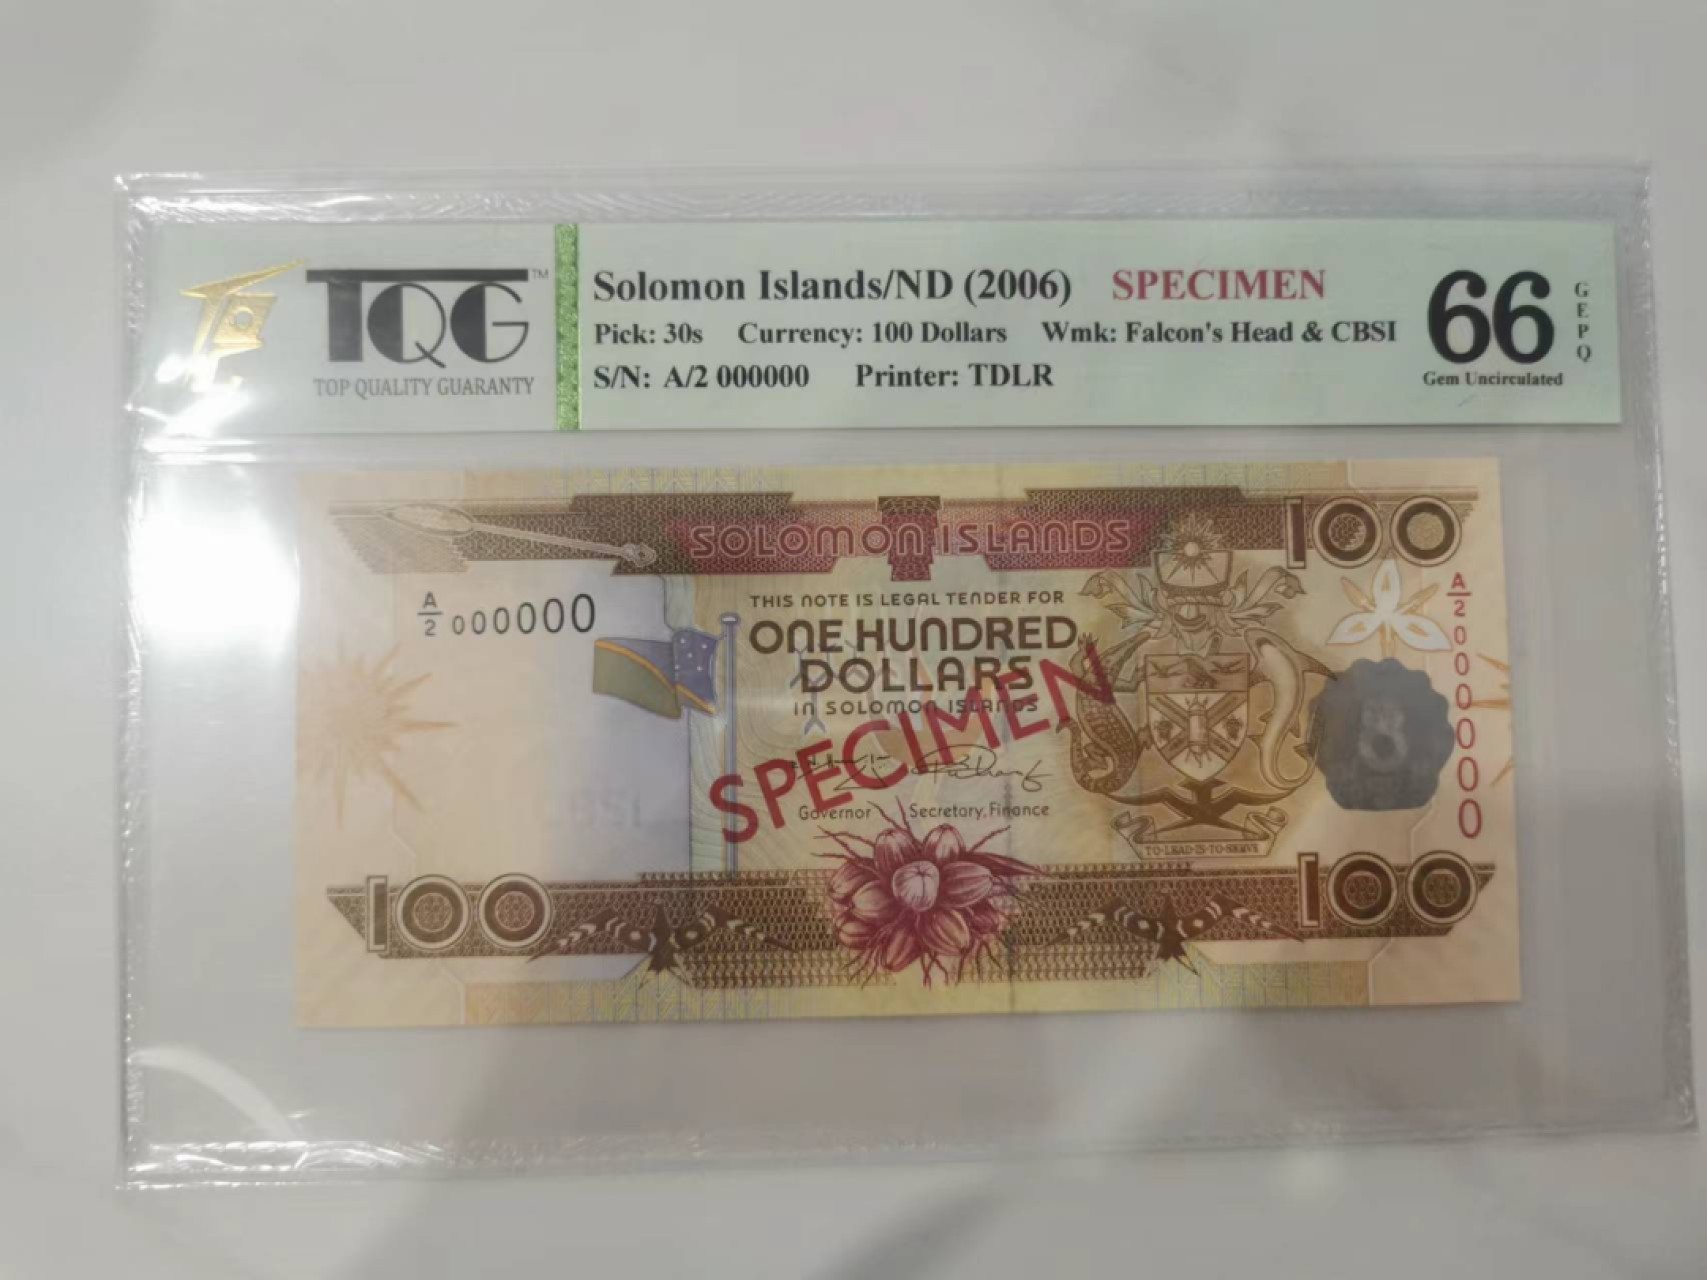 TQG™
TOP QUALITY GUARANTY
Solomon Islands/ND (2006) SPECIMEN
Pick: 30s Currency: 100 Dollars Wmk: Falcon's Head & CBSI
S/N: A/2 000000 Printer: TDLR
66
Gem Uncirculated
GEPQ
SOLOMON ISLANDS
100
A/2 000000
THIS NOTE IS LEGAL TENDER FOR
ONE HUNDRED
DOLLARS
IN SOLOMON ISLANDS
SPECIMEN
Governor Secretary, Finance
A/2 000000
TO LEAD IS TO SERVE
100
100